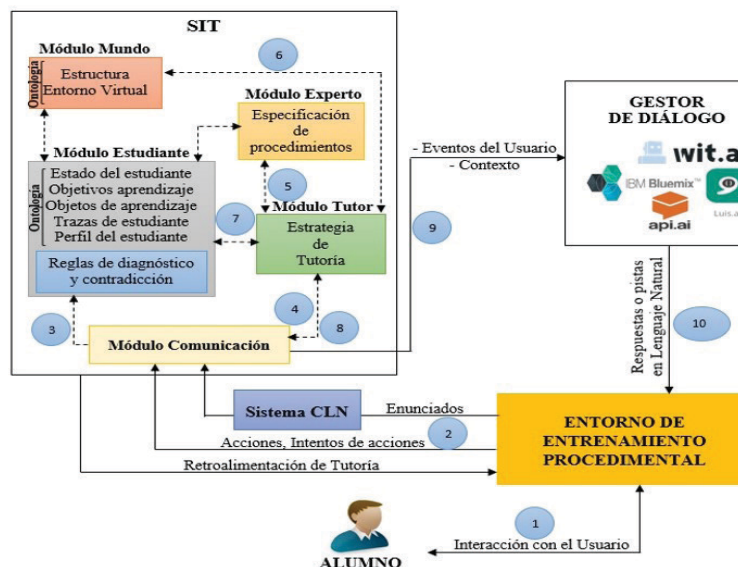 SIT
Módulo Mundo
Ontología
Estructura
Entorno Virtual
6
Módulo Experto
Especificación
de
procedimientos
Módulo Estudiante
Ontología
Estado del estudiante
Objetivos aprendizaje
Objetos de aprendizaje
Trazas de estudiante
Perfil del estudiante
Reglas de diagnóstico
y contradicción
5
7
Módulo Tutor
Estrategia
de
Tutoría
3
4
8
Módulo Comunicación
- Eventos del Usuario
- Contexto
9
GESTOR
DE DIÁLOGO
wit.a
IBM Bluemix™
Luis.a
api.ai
Respuestas o pistas
en Lenguaje Natural
10
Sistema CLN
Enunciados
2
Acciones, Intentos de acciones
Retroalimentación de Tutoría
ENTORNO DE
ENTRENAMIENTO
PROCEDIMENTAL
1
Interacción con el Usuario
ALUMNO